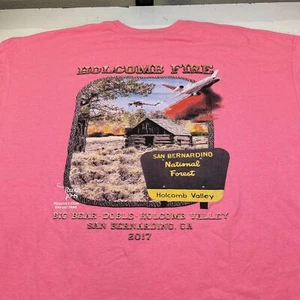 HOLCOMB FIRE
SAN BERNARDINO
National
Forest
Holcomb Valley
BIG BEAR · DOBLE · HOLCOMB VALLEY
SAN BERNARDINO, CA
2017